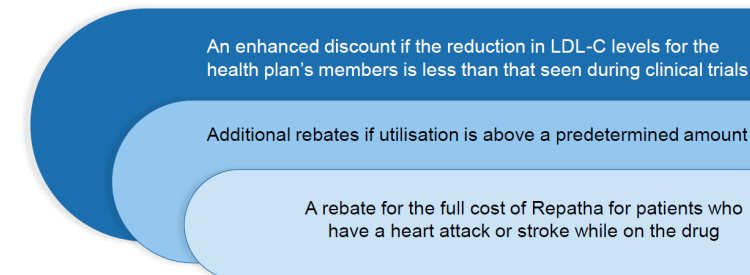 An enhanced discount if the reduction in LDL-C levels for the
health plan's members is less than that seen during clinical trials
Additional rebates if utilisation is above a predetermined amount
A rebate for the full cost of Repatha for patients who
have a heart attack or stroke while on the drug